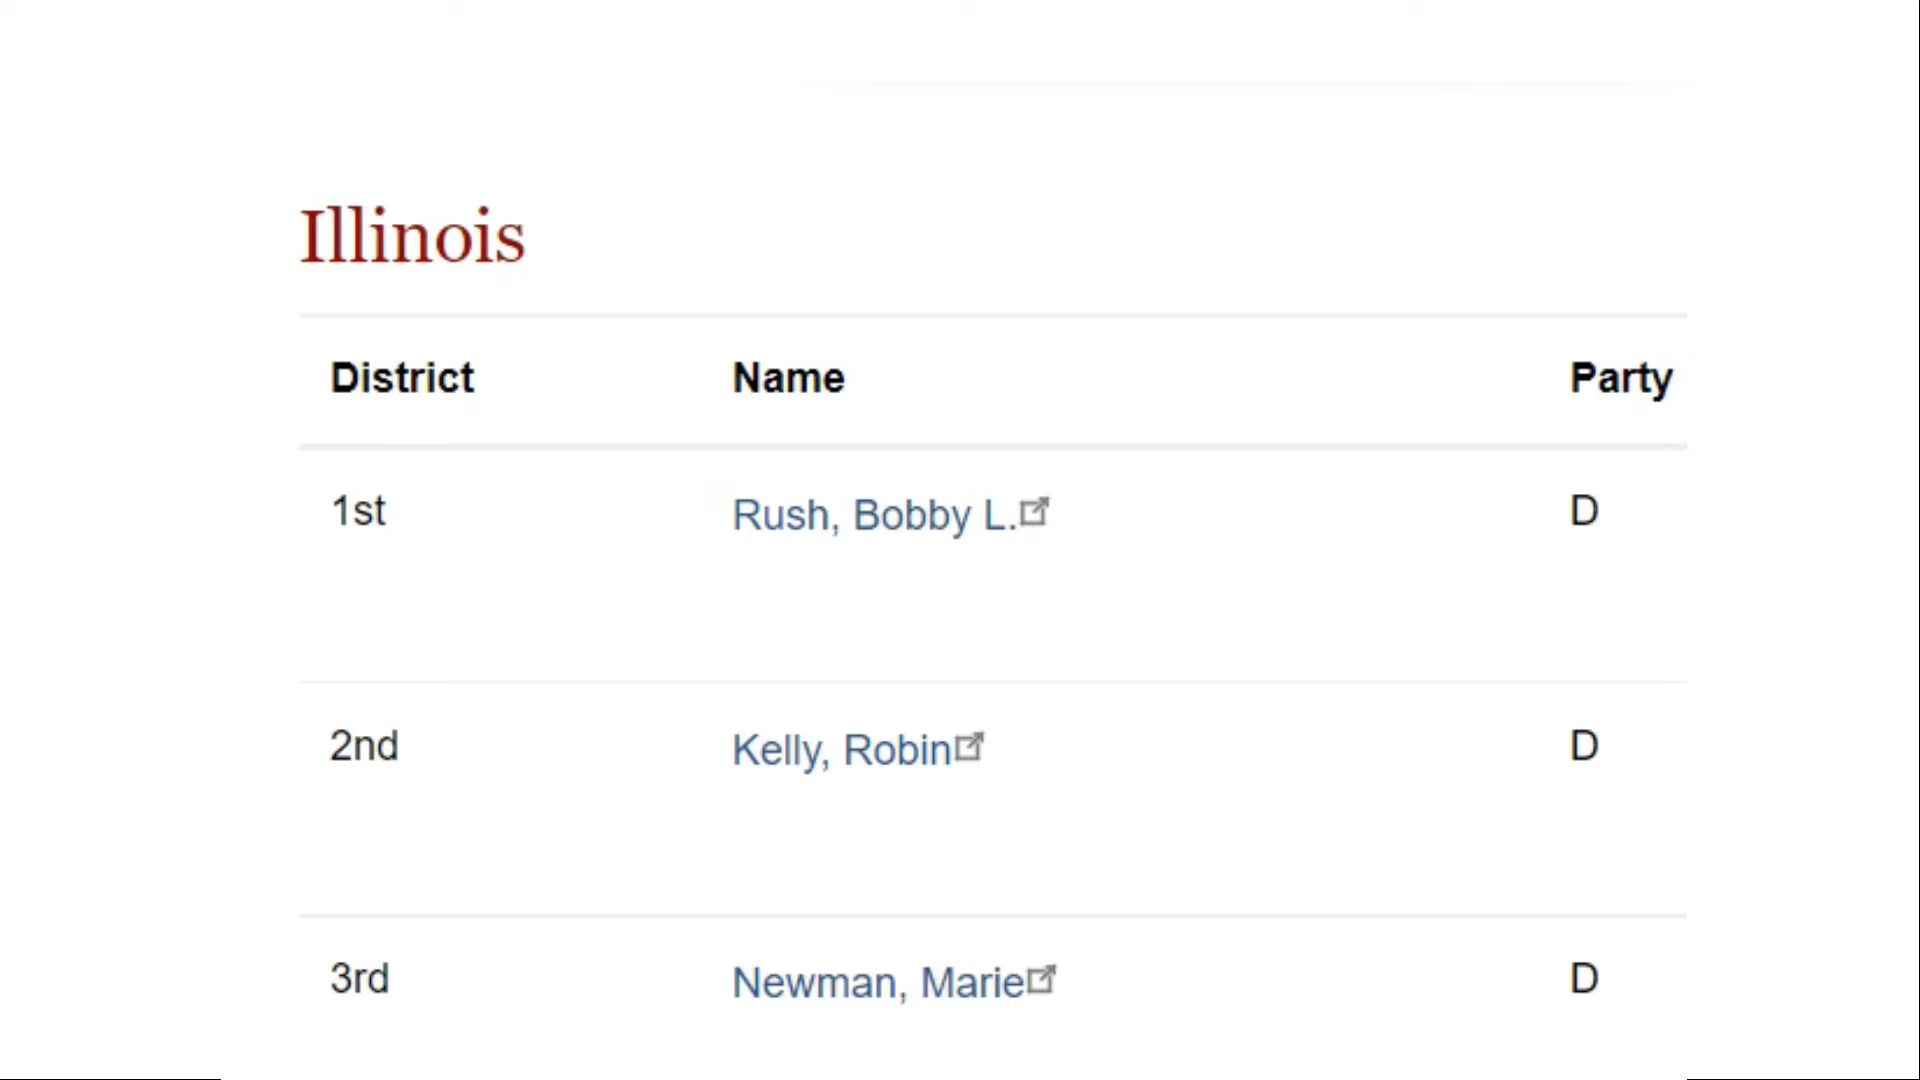 Illinois
District Name Party
1st Rush, Bobby L. D
2nd Kelly, Robin D
3rd Newman, Marie D